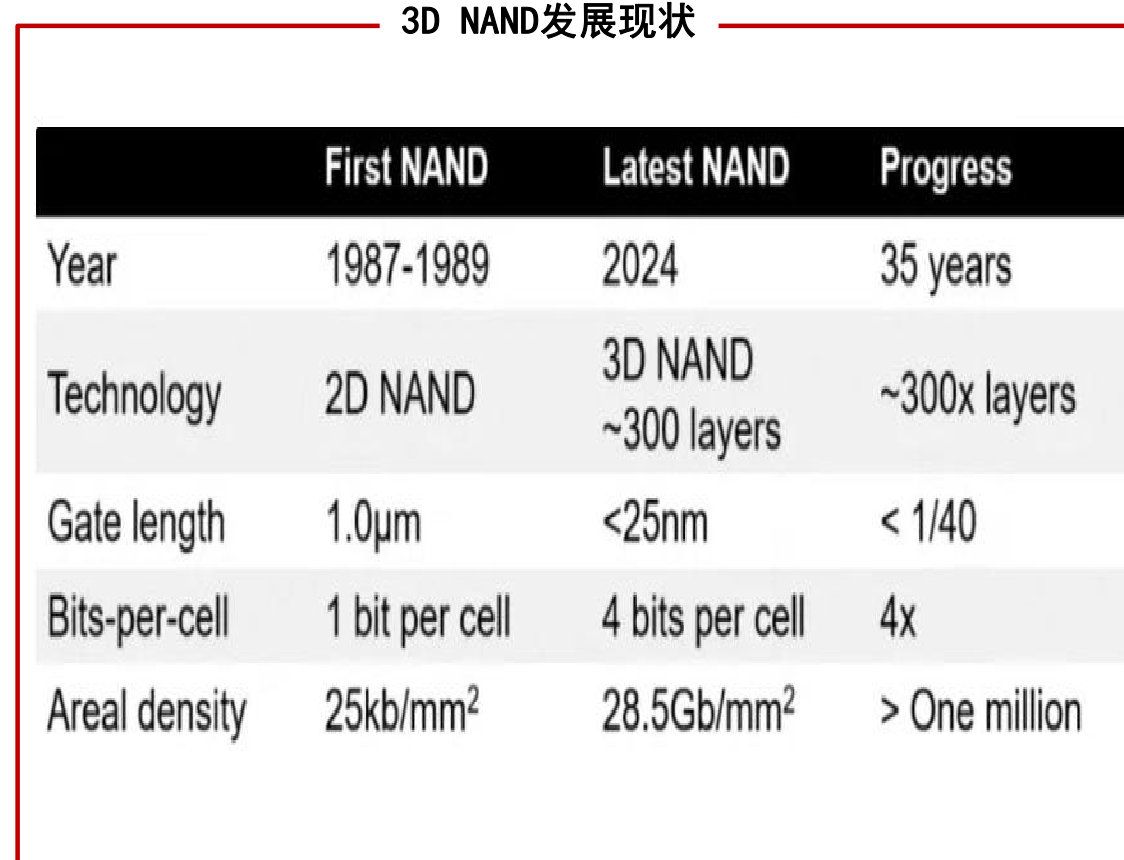 3D NAND发展现状
First NAND Latest NAND Progress
Year 1987-1989 2024 35 years
Technology 2D NAND 3D NAND ~300 layers ~300x layers
Gate length 1.0µm <25nm < 1/40
Bits-per-cell 1 bit per cell 4 bits per cell 4x
Areal density 25kb/mm² 28.5Gb/mm² > One million